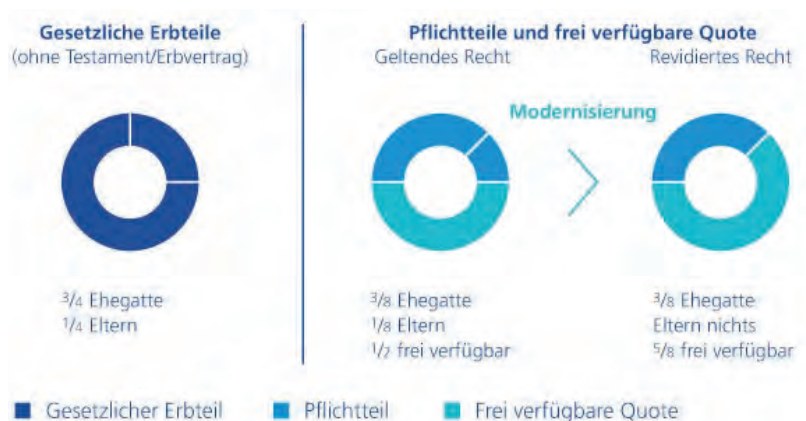 Gesetzliche Erbteile
(ohne Testament/Erbvertrag)
Pflichtteile und frei verfügbare Quote
Geltendes Recht
Revidiertes Recht
Modernisierung
3/4 Ehegatte
1/4 Eltern
3/8 Ehegatte
1/8 Eltern
1/2 frei verfügbar
3/8 Ehegatte
Eltern nichts
5/8 frei verfügbar
Gesetzlicher Erbteil
Pflichtteil
Frei verfügbare Quote